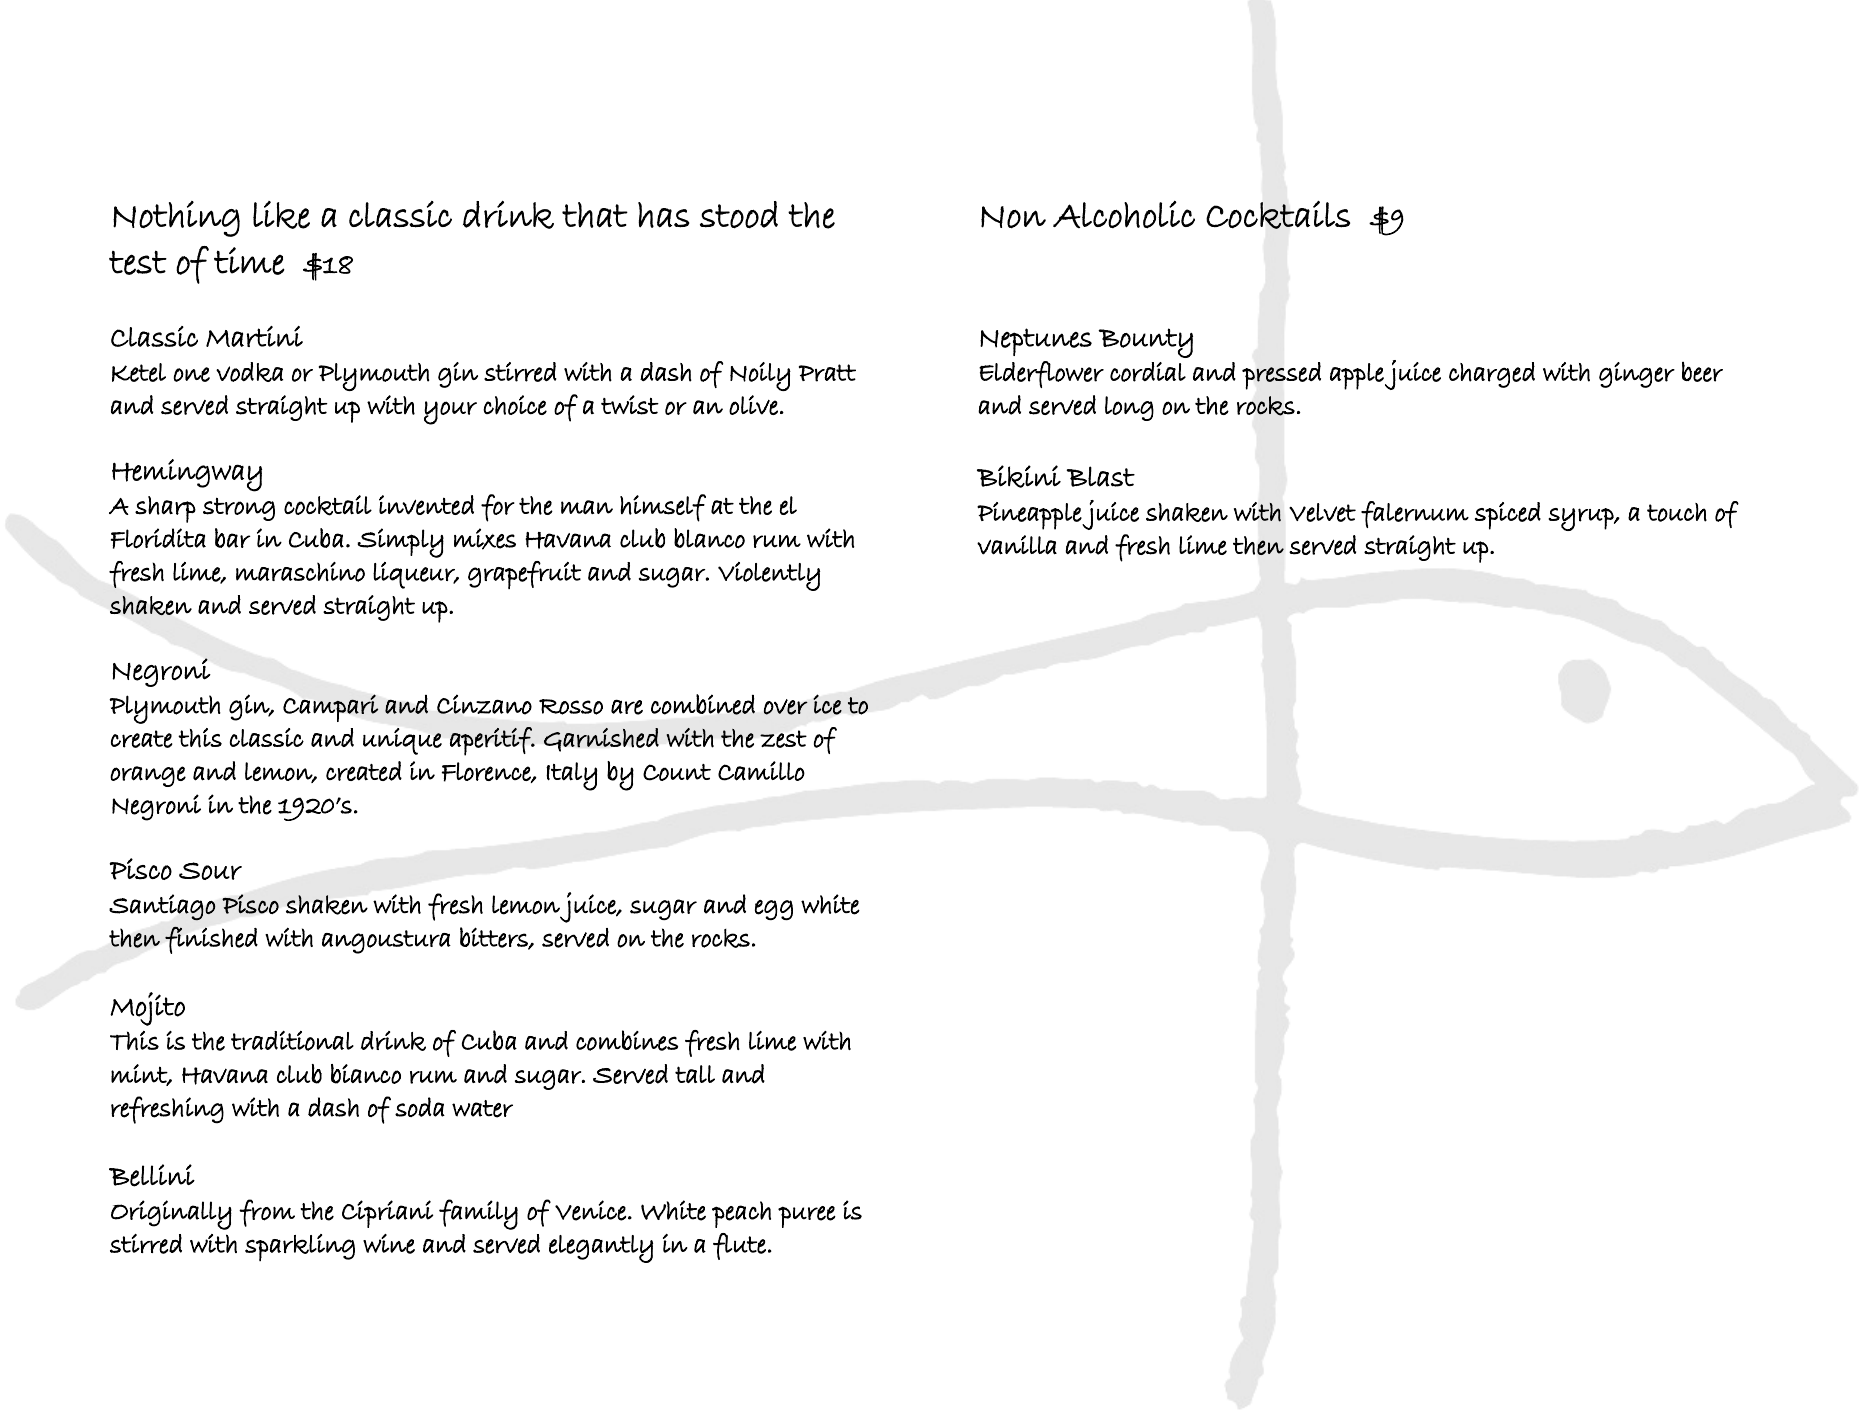 Nothing like a classic drink that has stood the
test of time $18
Classic Martini
Ketel one vodka or Plymouth gin stirred with a dash of Noily Pratt
and served straight up with your choice of a twist or an olive.
Hemingway
A sharp strong cocktail invented for the man himself at the el
Floridita bar in Cuba. Simply mixes Havana club blanco rum with
fresh lime, maraschino liqueur, grapefruit and sugar. Violently
shaken and served straight up.
Negroni
Plymouth gin, Campari and Cinzano Rosso are combined over ice to
create this classic and unique aperitif. Garnished with the zest of
orange and lemon, created in Florence, Italy by Count Camillo
Negroni in the 1920's.
Pisco Sour
Santiago Pisco shaken with fresh lemon juice, sugar and egg white
then finished with angoustura bitters, served on the rocks.
Mojito
This is the traditional drink of Cuba and combines fresh lime with
mint, Havana club bianco rum and sugar. Served tall and
refreshing with a dash of soda water
Bellini
Originally from the Cipriani family of Venice. White peach puree is
stirred with sparkling wine and served elegantly in a flute.
Non Alcoholic Cocktails $9
Neptunes Bounty
Elderflower cordial and pressed apple juice charged with ginger beer
and served long on the rocks.
Bikini Blast
Pineapple juice shaken with Velvet falernum spiced syrup, a touch of
vanilla and fresh lime then served straight up.